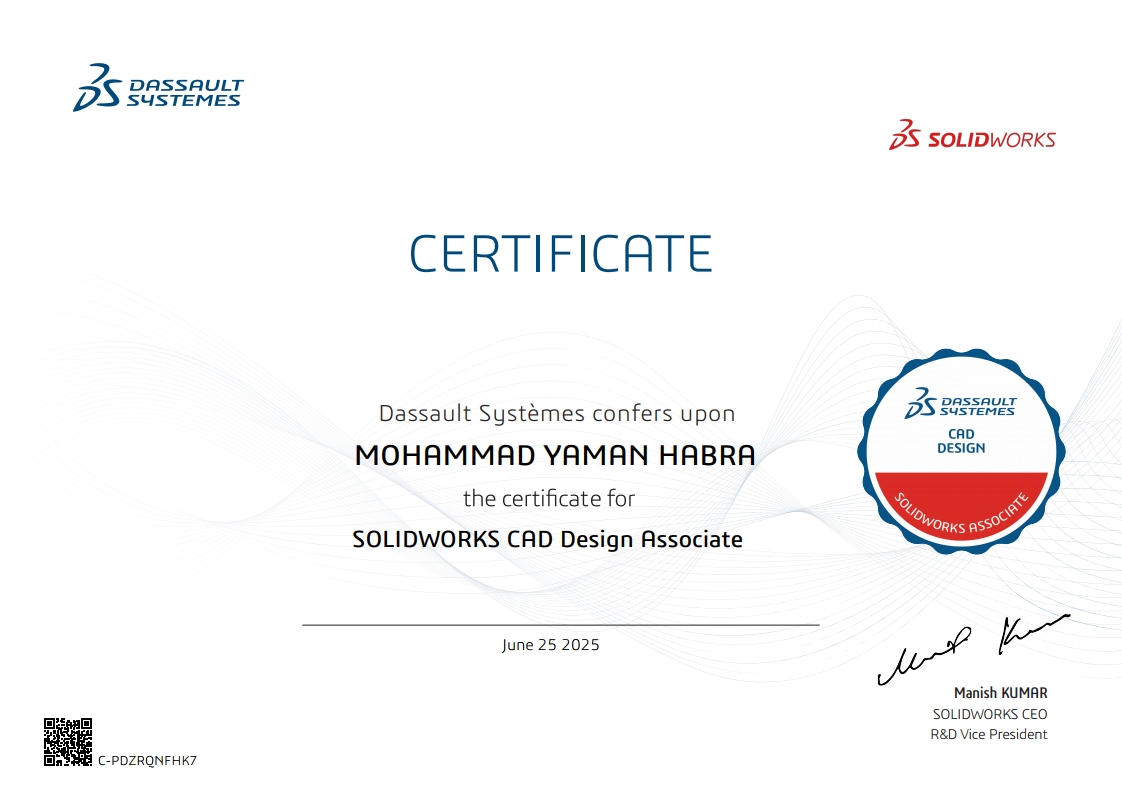 DASSAULT
SYSTEMES
SOLIDWORKS
CERTIFICATE
Dassault Systèmes confers upon
MOHAMMAD YAMAN HABRA
the certificate for
SOLIDWORKS CAD Design Associate
DASSAULT
SYSTEMES
CAD
DESIGN
SOLIDWORKS ASSOCIATE
June 25 2025
Manish KUMAR
SOLIDWORKS CEO
R&D Vice President
C-PDZRQNFHK7